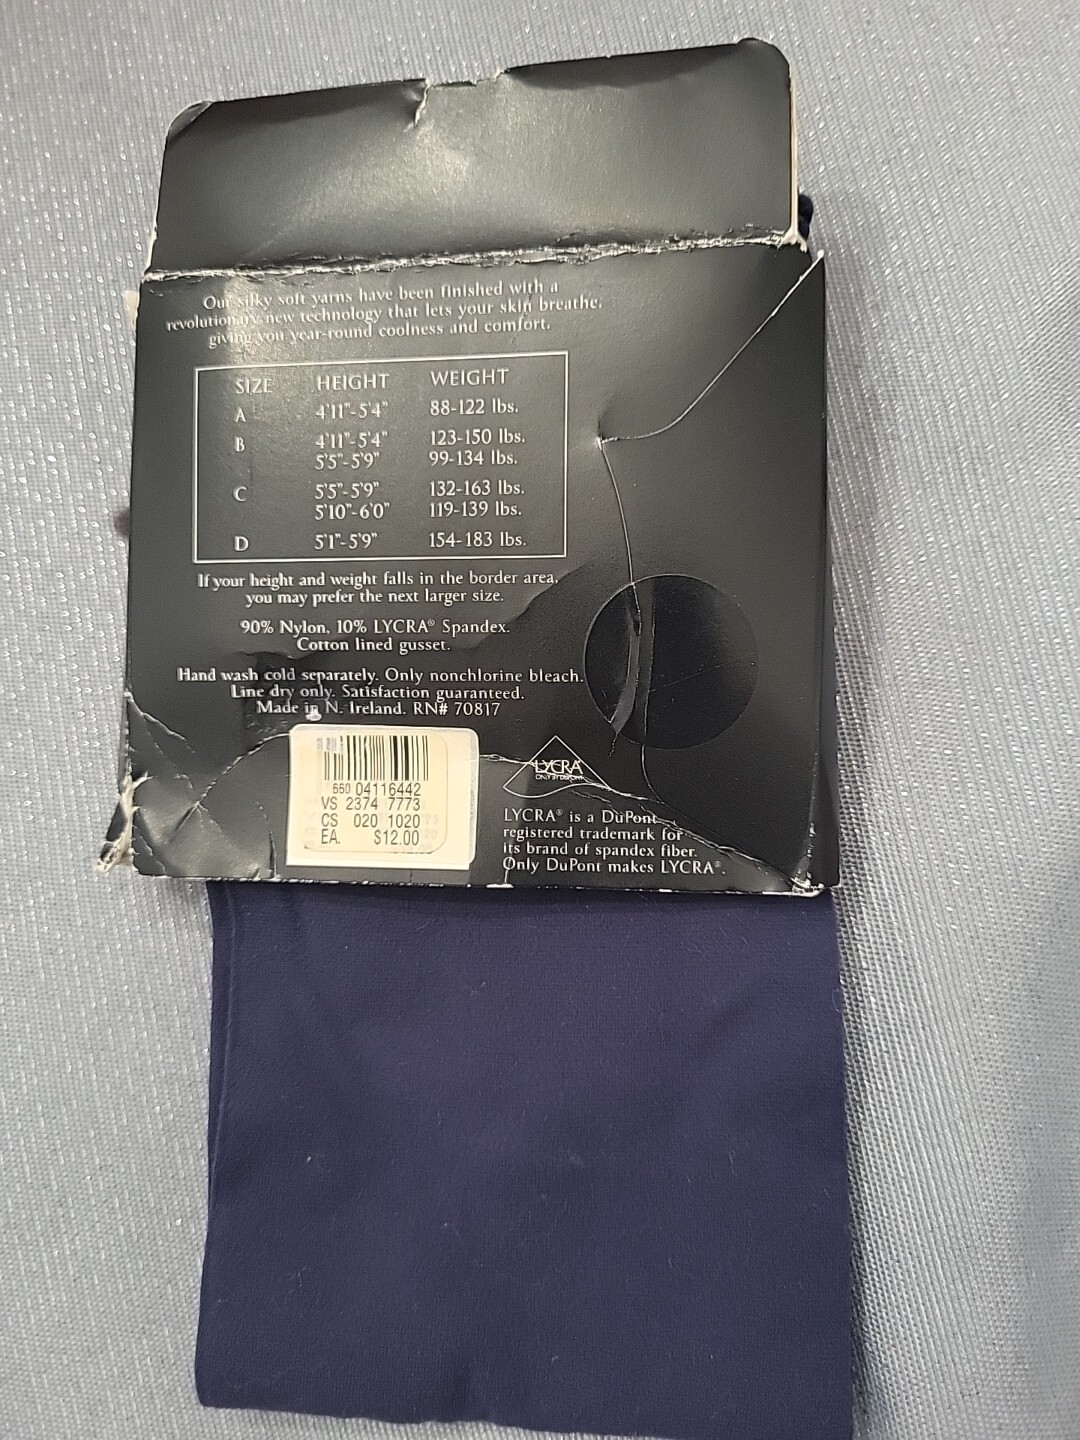 Our silky soft yarns have been finished with a
revolutionary new technology that lets your skin breathe,
giving you year-round coolness and comfort.
SIZE HEIGHT WEIGHT
A 4'11"-5'4" 88-122 lbs.
B 4'11"-5'4" 123-150 lbs.
5'5"-5'9" 99-134 lbs.
C 5'5"-5'9" 132-163 lbs.
5'10"-6'0" 119-139 lbs.
D 5'1"-5'9" 154-183 lbs.
If your height and weight falls in the border area,
you may prefer the next larger size.
90% Nylon, 10% LYCRA® Spandex.
Cotton lined gusset.
Hand wash cold separately. Only nonchlorine bleach.
Line dry only. Satisfaction guaranteed.
Made in N. Ireland. RN# 70817
550 04116442
VS 2374 7773
CS 020 1020
EA. $12.00
LYCRA
ONLY BY DUPONT
LYCRA® is a DuPont
registered trademark for
its brand of spandex fiber.
Only DuPont makes LYCRA®.